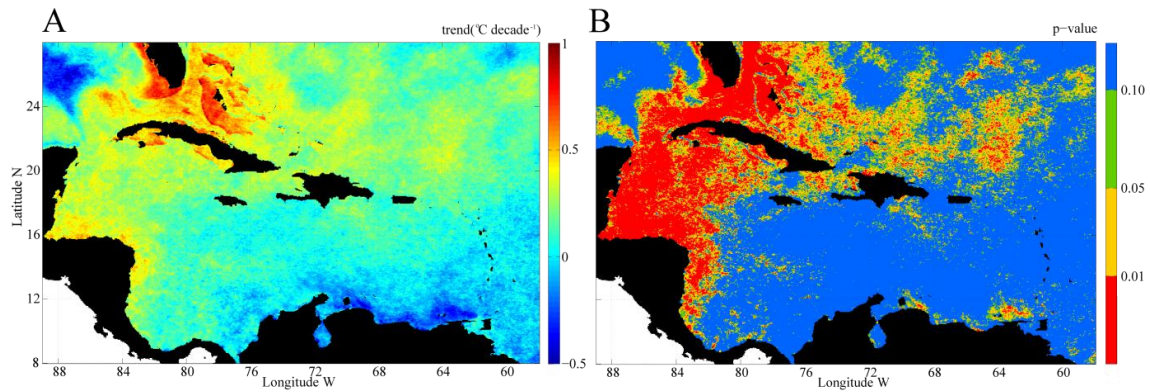 A
trend(°C decade⁻¹)
1
24
0.5
Latitude N
20
16
0
12
8
−0.5
88 84 80 76 72 68 64 60
Longitude W
B
p−value
0.10
0.05
0.01
88 84 80 76 72 68 64 60
Longitude W